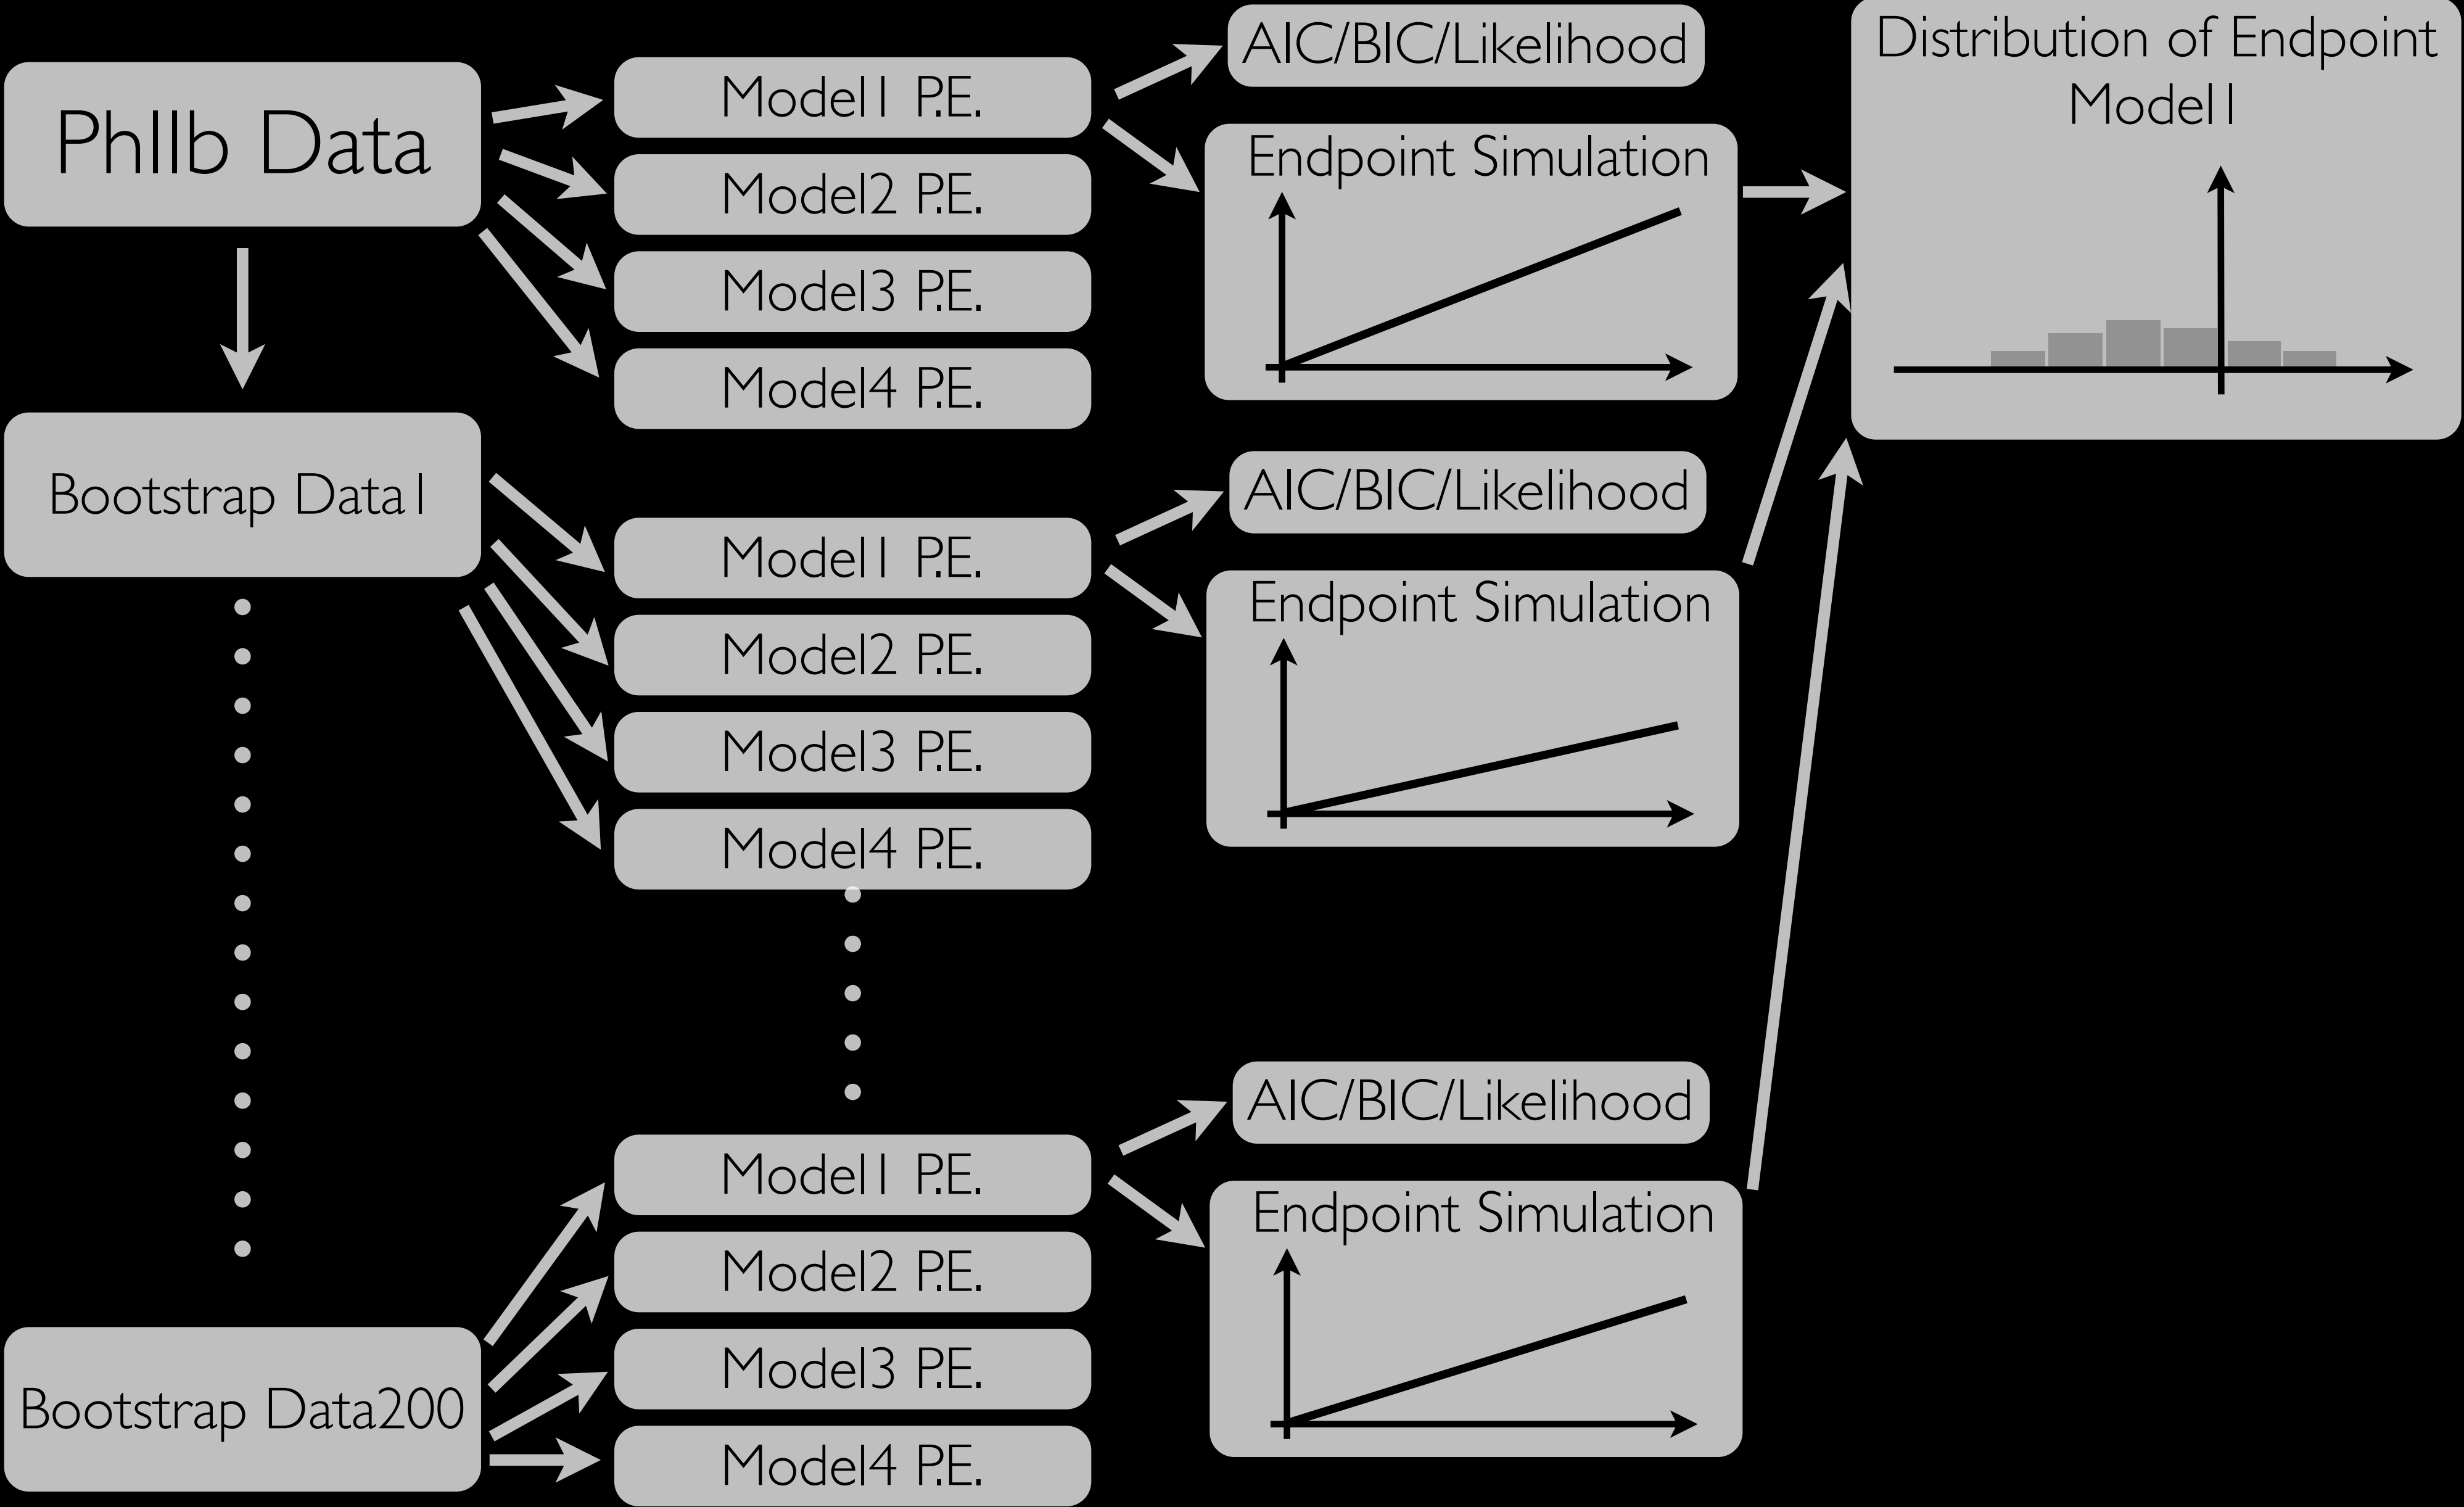 PhIIb Data
Model1 P.E.
Model2 P.E.
Model3 P.E.
Model4 P.E.
AIC/BIC/Likelihood
Endpoint Simulation
Distribution of Endpoint
Model1
Bootstrap Data1
Model1 P.E.
Model2 P.E.
Model3 P.E.
Model4 P.E.
AIC/BIC/Likelihood
Endpoint Simulation
Bootstrap Data200
Model1 P.E.
Model2 P.E.
Model3 P.E.
Model4 P.E.
AIC/BIC/Likelihood
Endpoint Simulation